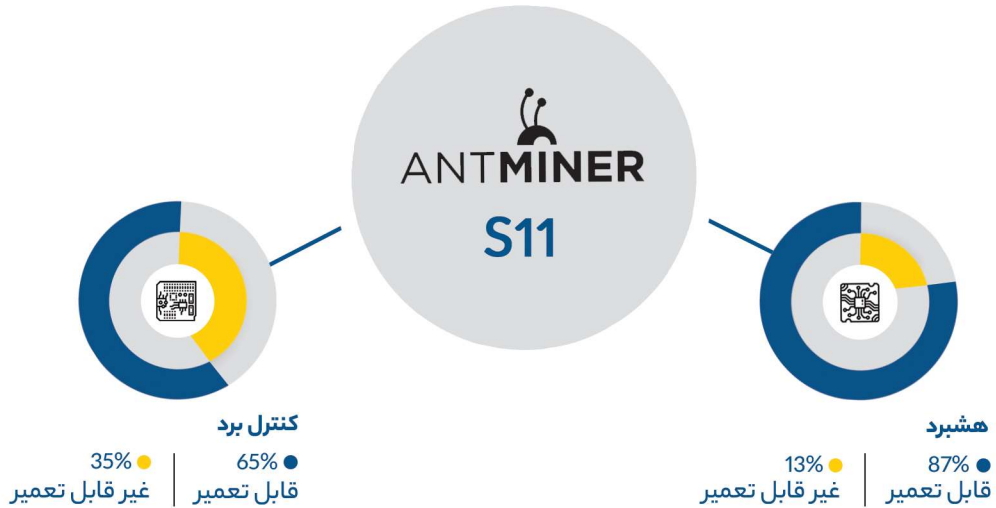 ANTMINER
S11
هشبرد
87%
قابل تعمیر
13%
غیر قابل تعمیر
کنترل برد
65%
قابل تعمیر
35%
غیر قابل تعمیر